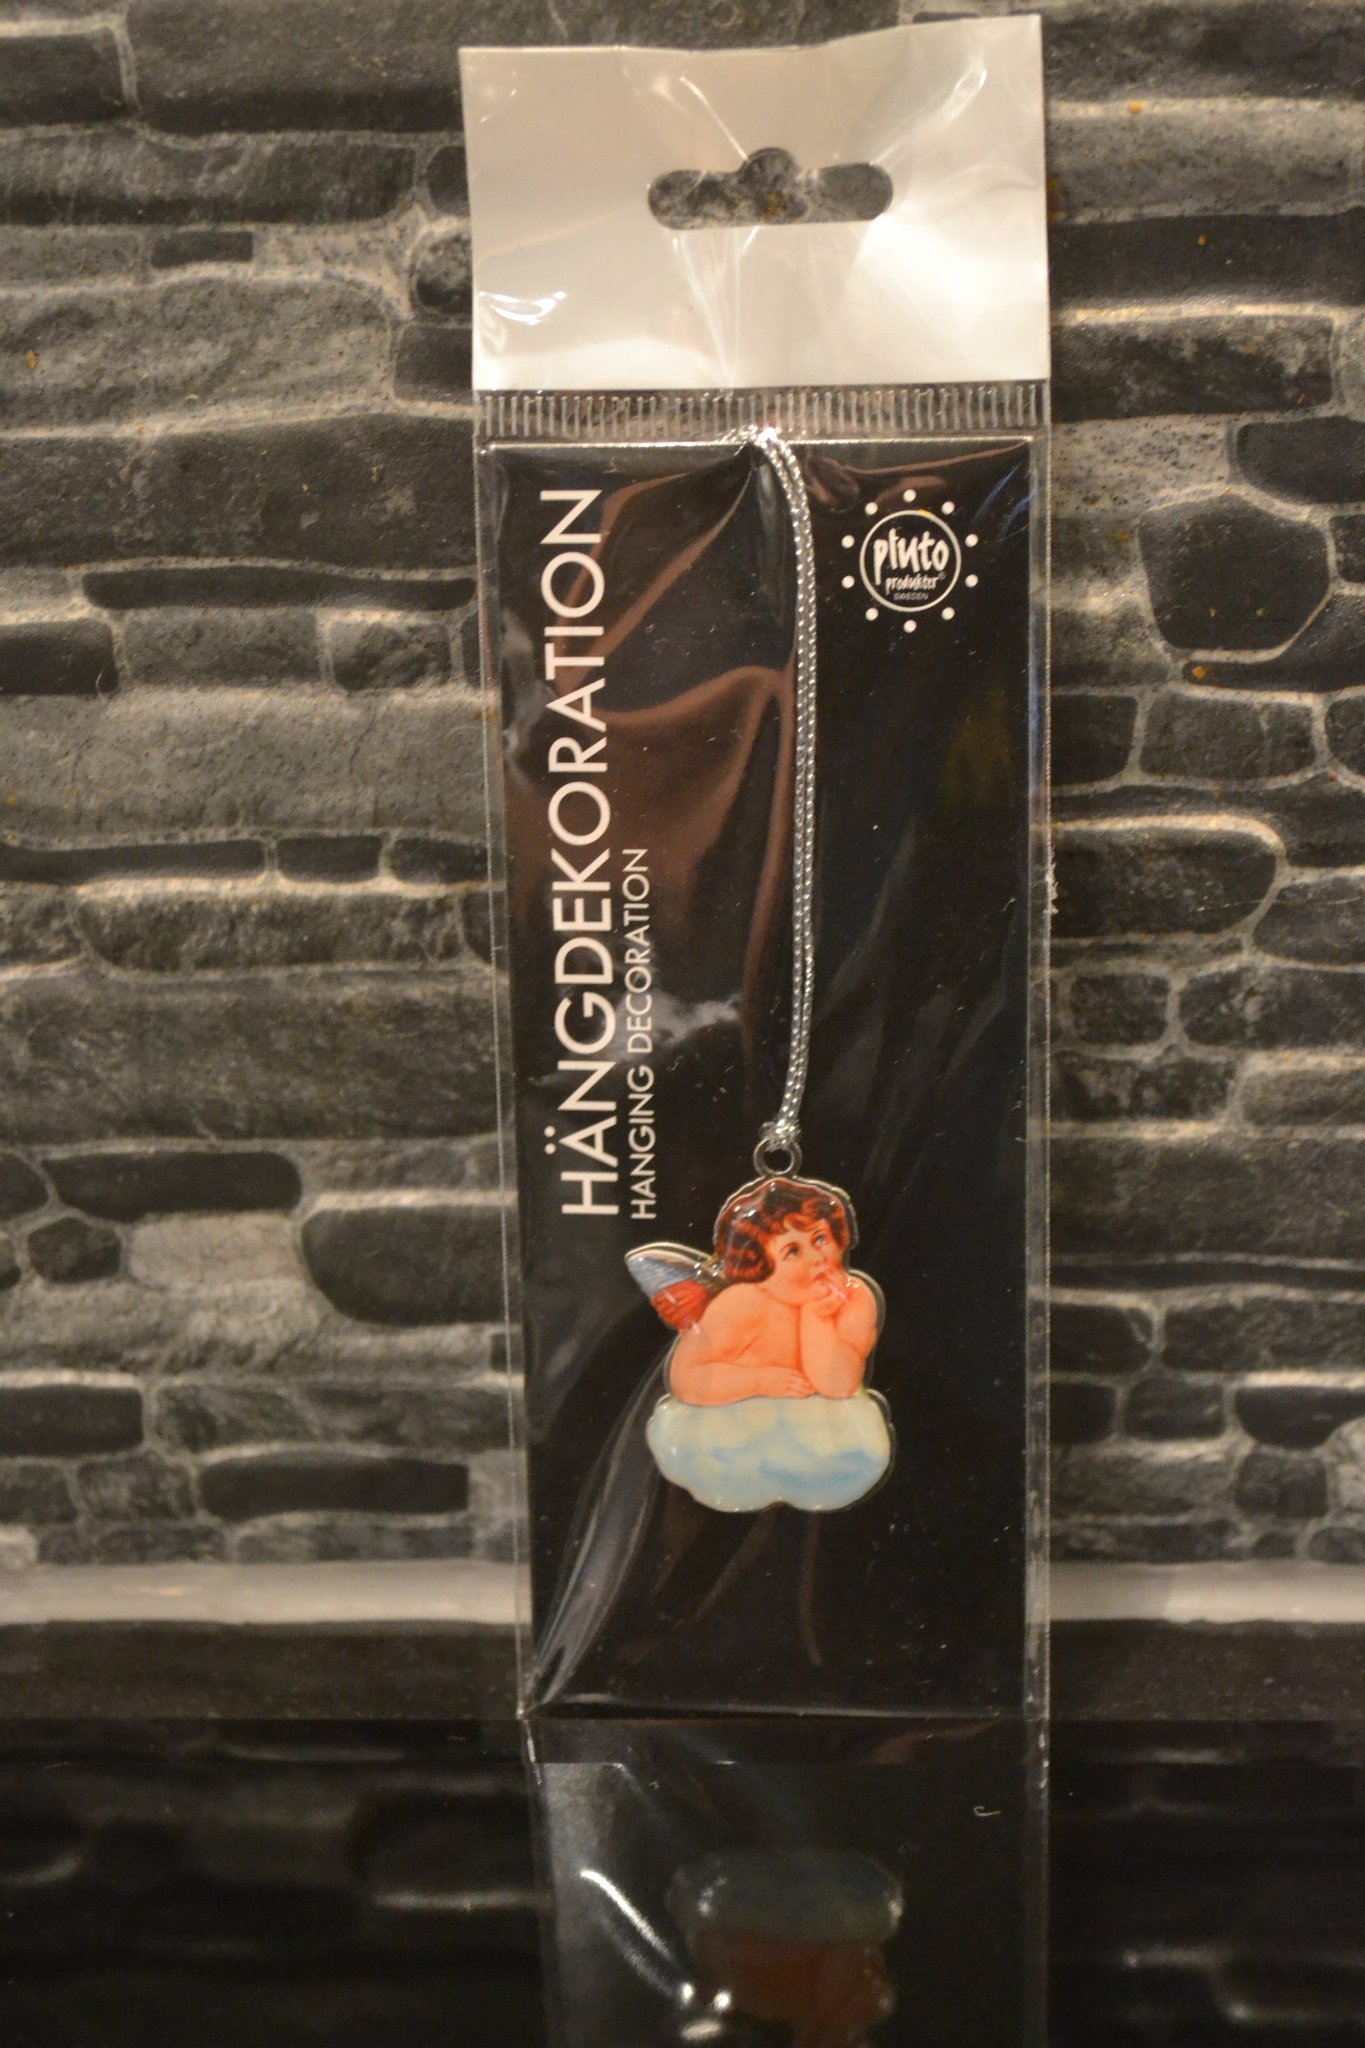 HÄNGDEKORATION
HANGING DECORATION
pluto
produkter
SWEDEN